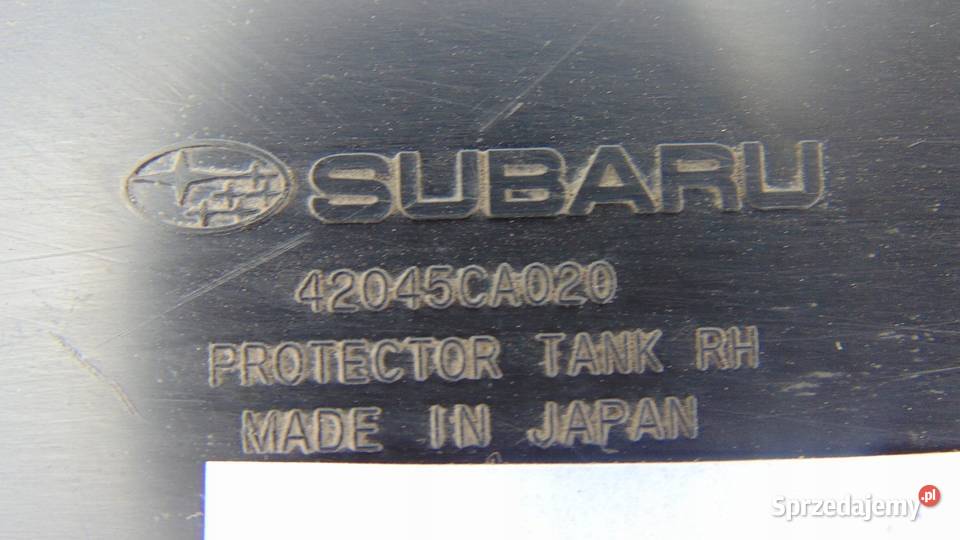 SUBARU
42045CA020
PROTECTOR TANK RH
MADE IN JAPAN
Sprzedajemy.pl